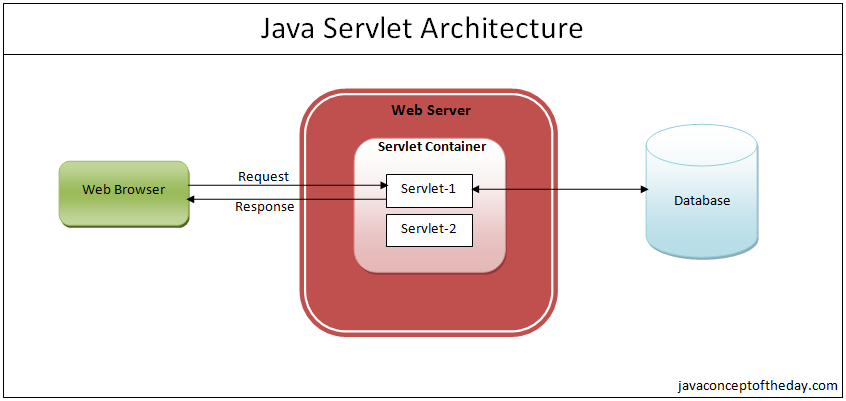 Java Servlet Architecture
Web Server
Servlet Container
Web Browser
Request
Response
Servlet-1
Servlet-2
Database
javaconceptoftheday.com